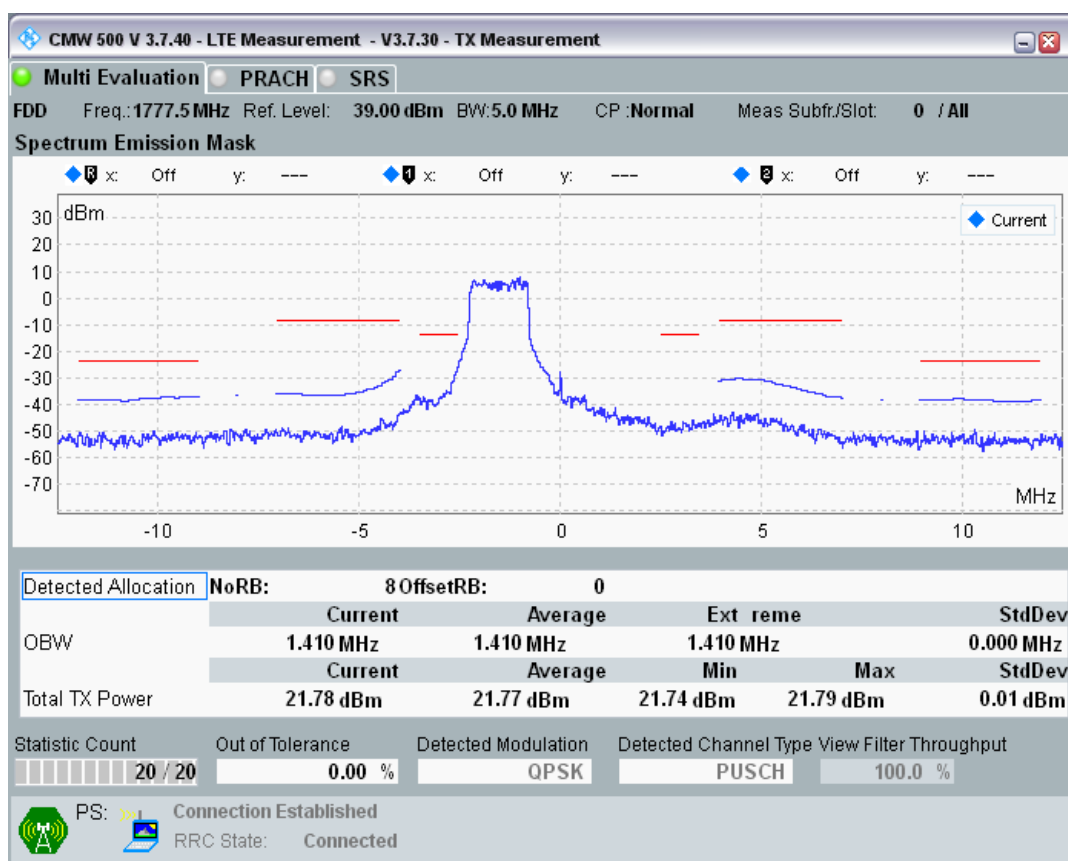 CMW 500 V 3.7.40 - LTE Measurement - V3.7.30 - TX Measurement
Multi Evaluation PRACH SRS
FDD Freq.: 1777.5 MHz Ref. Level: 39.00 dBm BW: 5.0 MHz CP : Normal Meas Subfr./Slot: 0 / All
Spectrum Emission Mask
R x: Off y: --- 1 x: Off y: --- 2 x: Off y: ---
dBm
Current
30
20
10
0
-10
-20
-30
-40
-50
-60
-70
MHz
-10 -5 0 5 10
Detected Allocation NoRB: 8 OffsetRB: 0
Current Average Ext reme StdDev
OBW 1.410 MHz 1.410 MHz 1.410 MHz 0.000 MHz
Current Average Min Max StdDev
Total TX Power 21.78 dBm 21.77 dBm 21.74 dBm 21.79 dBm 0.01 dBm
Statistic Count Out of Tolerance Detected Modulation Detected Channel Type View Filter Throughput
20 / 20 0.00 % QPSK PUSCH 100.0 %
PS: Connection Established
RRC State: Connected